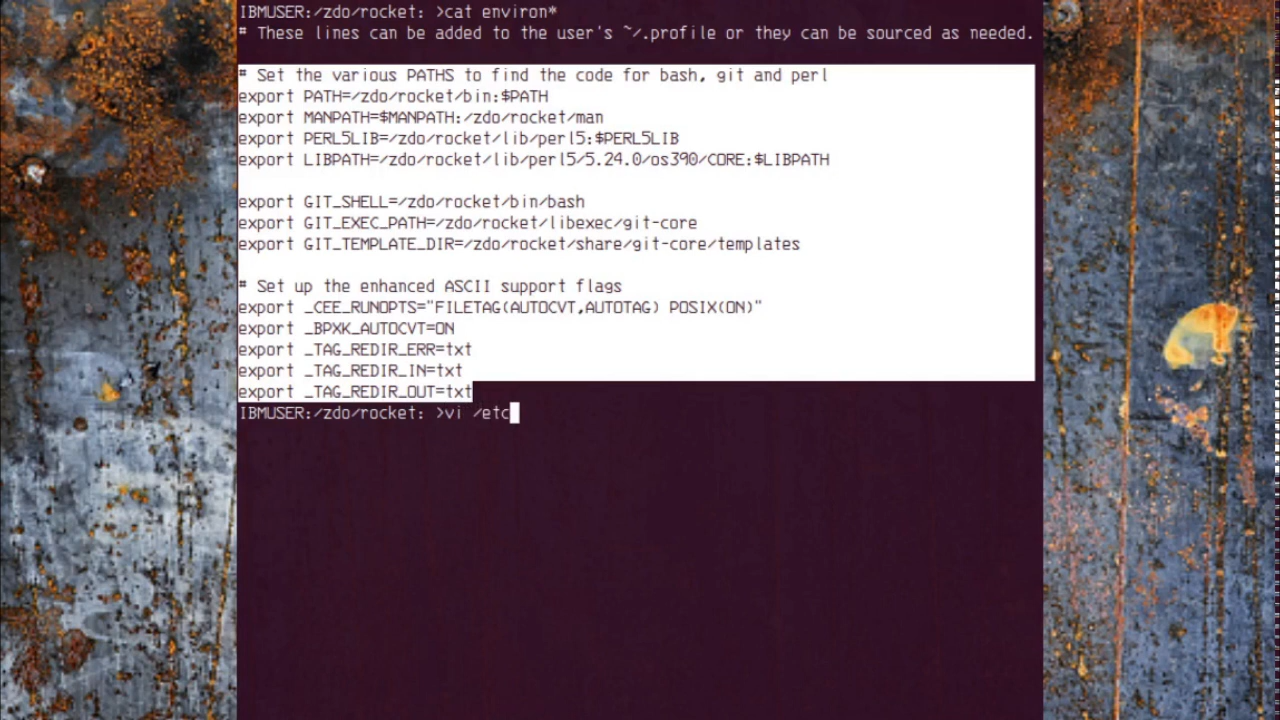 IBMUSER:/zdo/rocket: >cat environ*
# These lines can be added to the user's ~/.profile or they can be sourced as needed.
# Set the various PATHS to find the code for bash, git and perl
export PATH=/zdo/rocket/bin:$PATH
export MANPATH=$MANPATH:/zdo/rocket/man
export PERL5LIB=/zdo/rocket/lib/perl5:$PERL5LIB
export LIBPATH=/zdo/rocket/lib/perl5/5.24.0/os390/CORE:$LIBPATH
export GIT_SHELL=/zdo/rocket/bin/bash
export GIT_EXEC_PATH=/zdo/rocket/libexec/git-core
export GIT_TEMPLATE_DIR=/zdo/rocket/share/git-core/templates
# Set up the enhanced ASCII support flags
export _CEE_RUNOPTS="FILETAG(AUTOCVT,AUTOTAG) POSIX(ON)"
export _BPXK_AUTOCVT=ON
export _TAG_REDIR_ERR=txt
export _TAG_REDIR_IN=txt
export _TAG_REDIR_OUT=txt
IBMUSER:/zdo/rocket: >vi /etc